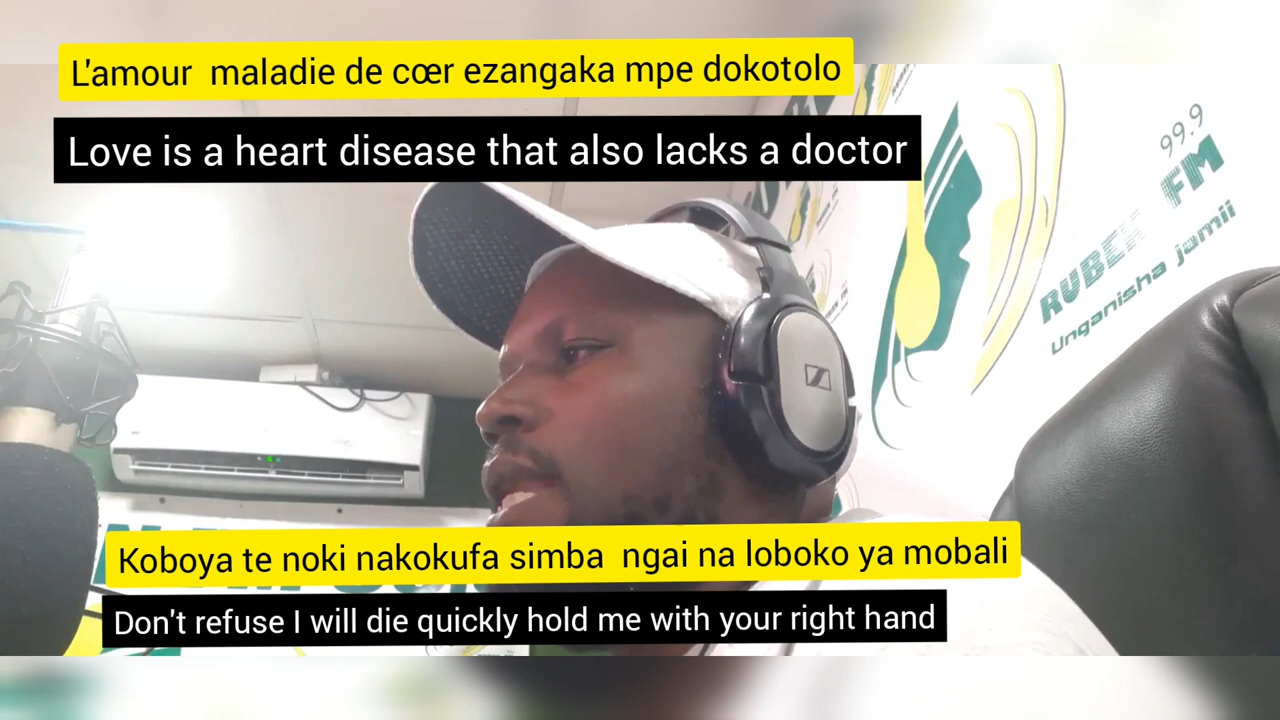 L'amour maladie de cœr ezangaka mpe dokotolo
Love is a heart disease that also lacks a doctor
99.9
FM
RUBEN
Unganisha jamii
Koboya te noki nakokufa simba ngai na loboko ya mobali
Don't refuse I will die quickly hold me with your right hand